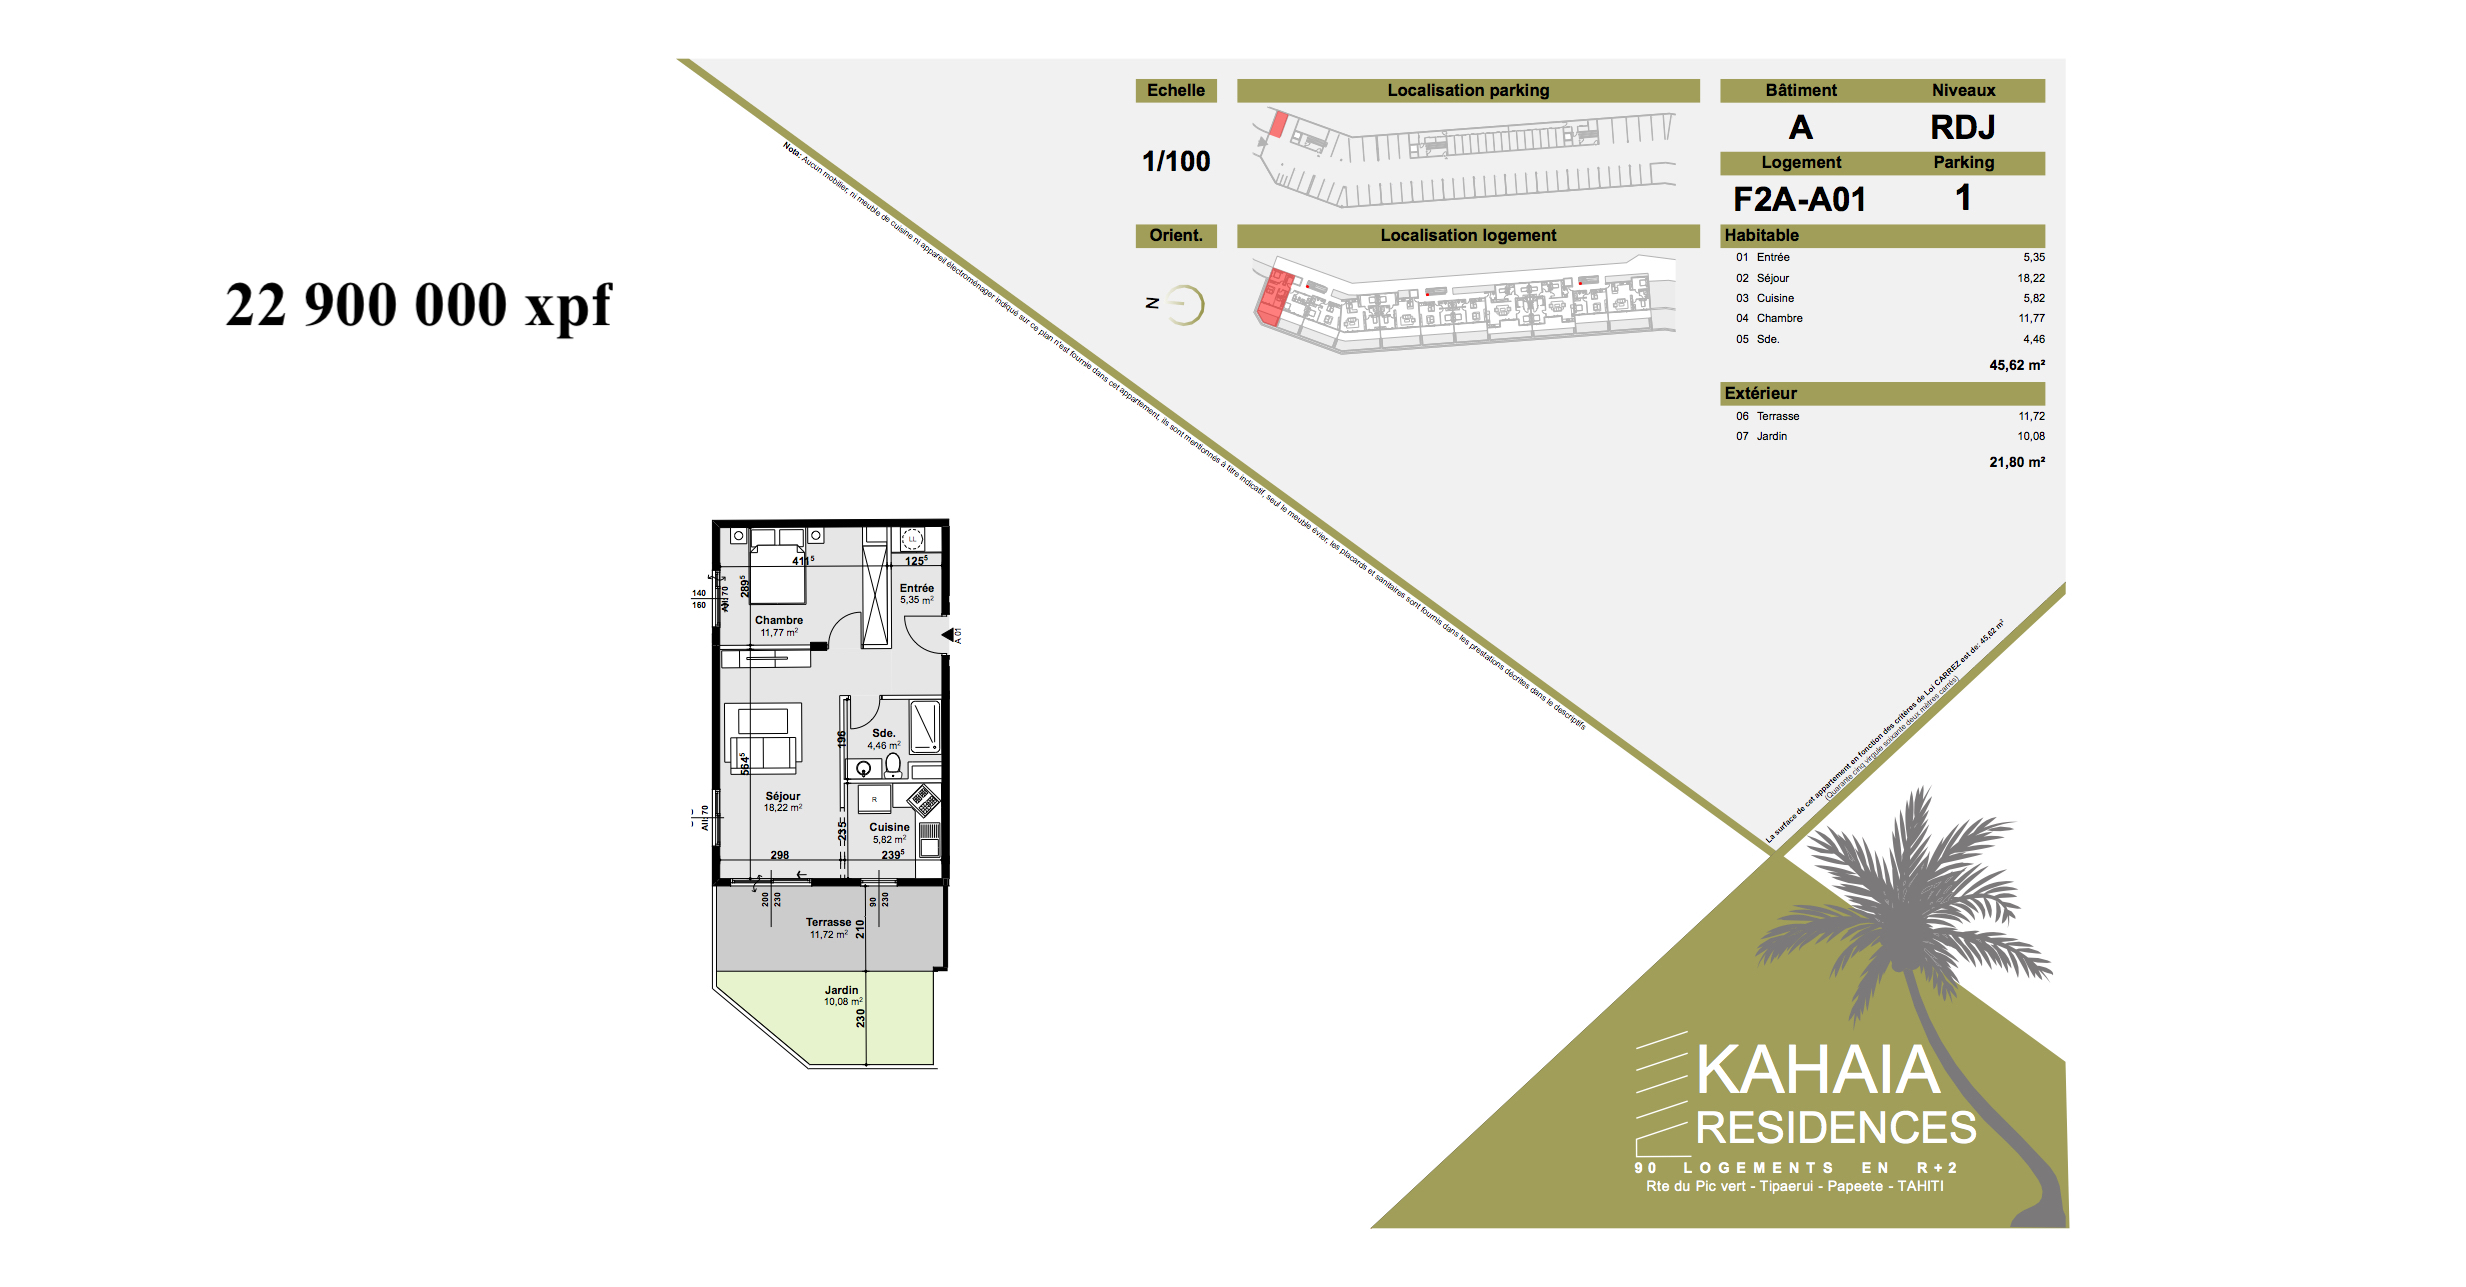 22 900 000 xpf
Echelle
1/100
Orient.
N
Localisation parking
Localisation logement
Bâtiment Niveaux
A RDJ
Logement Parking
F2A-A01 1
Habitable
01 Entrée 5,35
02 Séjour 18,22
03 Cuisine 5,82
04 Chambre 11,77
05 Sde. 4,46
45,62 m²
Extérieur
06 Terrasse 11,72
07 Jardin 10,08
21,80 m²
Nota: Aucun mobilier, ni meuble de cuisine ni appareil électroménager indiqué sur ce plan n'est fournie dans cet appartement, ils sont mentionnés à titre indicatif, seul le meuble évier, les placards et sanitaires sont fournis dans les prestations décrites dans le descriptifs
La surface de cet appartement en fonction des critères de Loi CARREZ est de: 45,62 m²
(Quarante cinq virgule soixante deux mètres carrés)
LL
411⁵ 125⁵
289⁵
140
160
All: 70
Entrée
5,35 m²
Chambre
11,77 m²
A 01
196
Sde.
4,46 m²
564⁵
Séjour
18,22 m²
R
All: 70
235
Cuisine
5,82 m²
298 239⁵
200
230
90
230
Terrasse
11,72 m²
210
Jardin
10,08 m²
230
KAHAIA
RESIDENCES
90 LOGEMENTS EN R+2
Rte du Pic vert - Tipaerui - Papeete - TAHITI